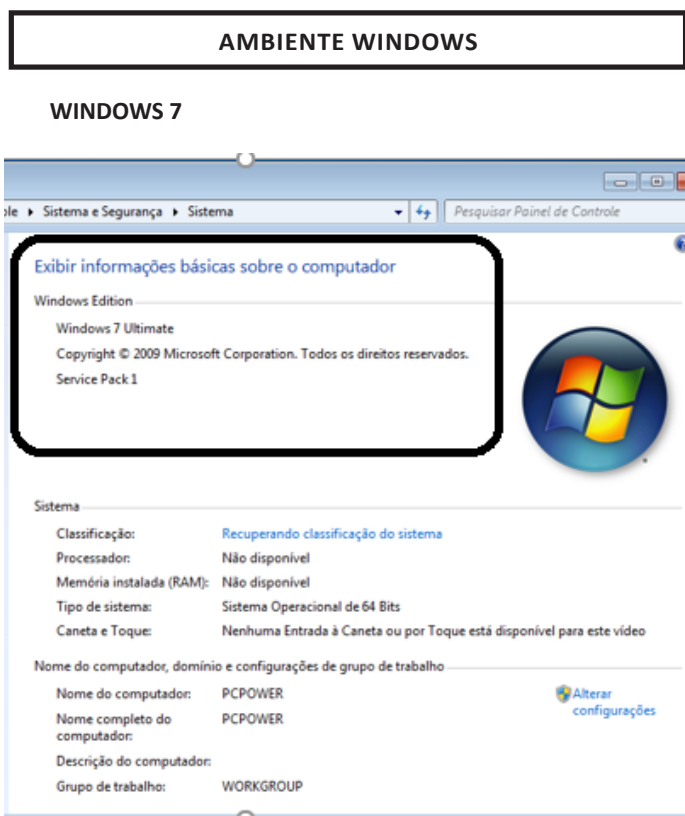 AMBIENTE WINDOWS
WINDOWS 7
ole ▸ Sistema e Segurança ▸ Sistema Pesquisar Painel de Controle
Exibir informações básicas sobre o computador
Windows Edition
Windows 7 Ultimate
Copyright © 2009 Microsoft Corporation. Todos os direitos reservados.
Service Pack 1
Sistema
Classificação: Recuperando classificação do sistema
Processador: Não disponível
Memória instalada (RAM): Não disponível
Tipo de sistema: Sistema Operacional de 64 Bits
Caneta e Toque: Nenhuma Entrada à Caneta ou por Toque está disponível para este vídeo
Nome do computador, domínio e configurações de grupo de trabalho
Nome do computador: PCPOWER Alterar
configurações
Nome completo do PCPOWER
computador:
Descrição do computador:
Grupo de trabalho: WORKGROUP